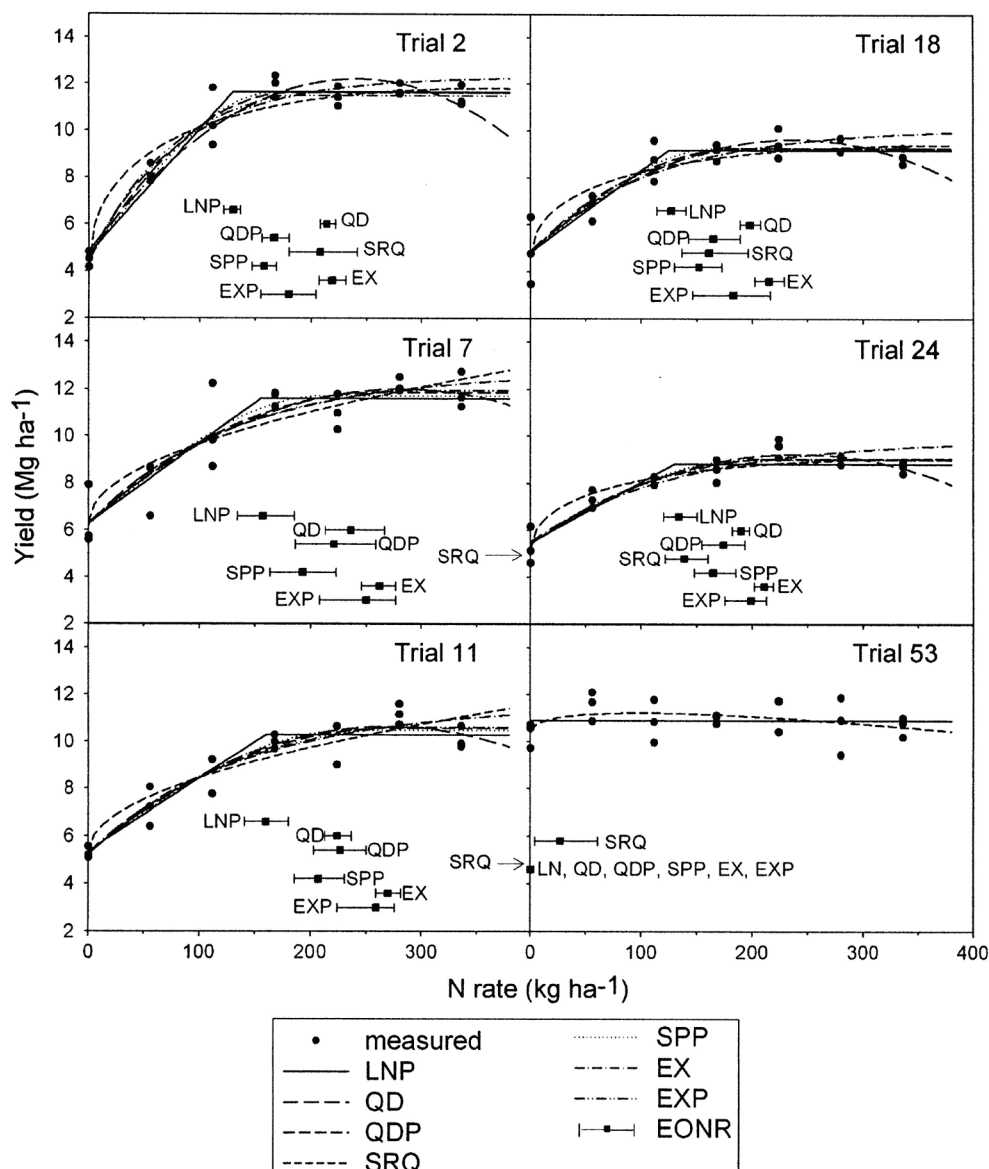 14
12
10
8
6
4
2
Trial 2
LNP
QD
QDP
SRQ
SPP
EX
EXP
Trial 18
LNP
QD
QDP
SRQ
SPP
EX
EXP
Yield (Mg ha-1)
14
12
10
8
6
4
2
Trial 7
LNP
QD
QDP
SPP
EX
EXP
SRQ
Trial 24
LNP
QD
QDP
SRQ
SPP
EX
EXP
14
12
10
8
6
4
2
Trial 11
LNP
QD
QDP
SPP
EX
EXP
SRQ
Trial 53
SRQ
LN, QD, QDP, SPP, EX, EXP
0 100 200 300 0 100 200 300 400
N rate (kg ha-1)
measured
LNP
QD
QDP
SRQ
SPP
EX
EXP
EONR